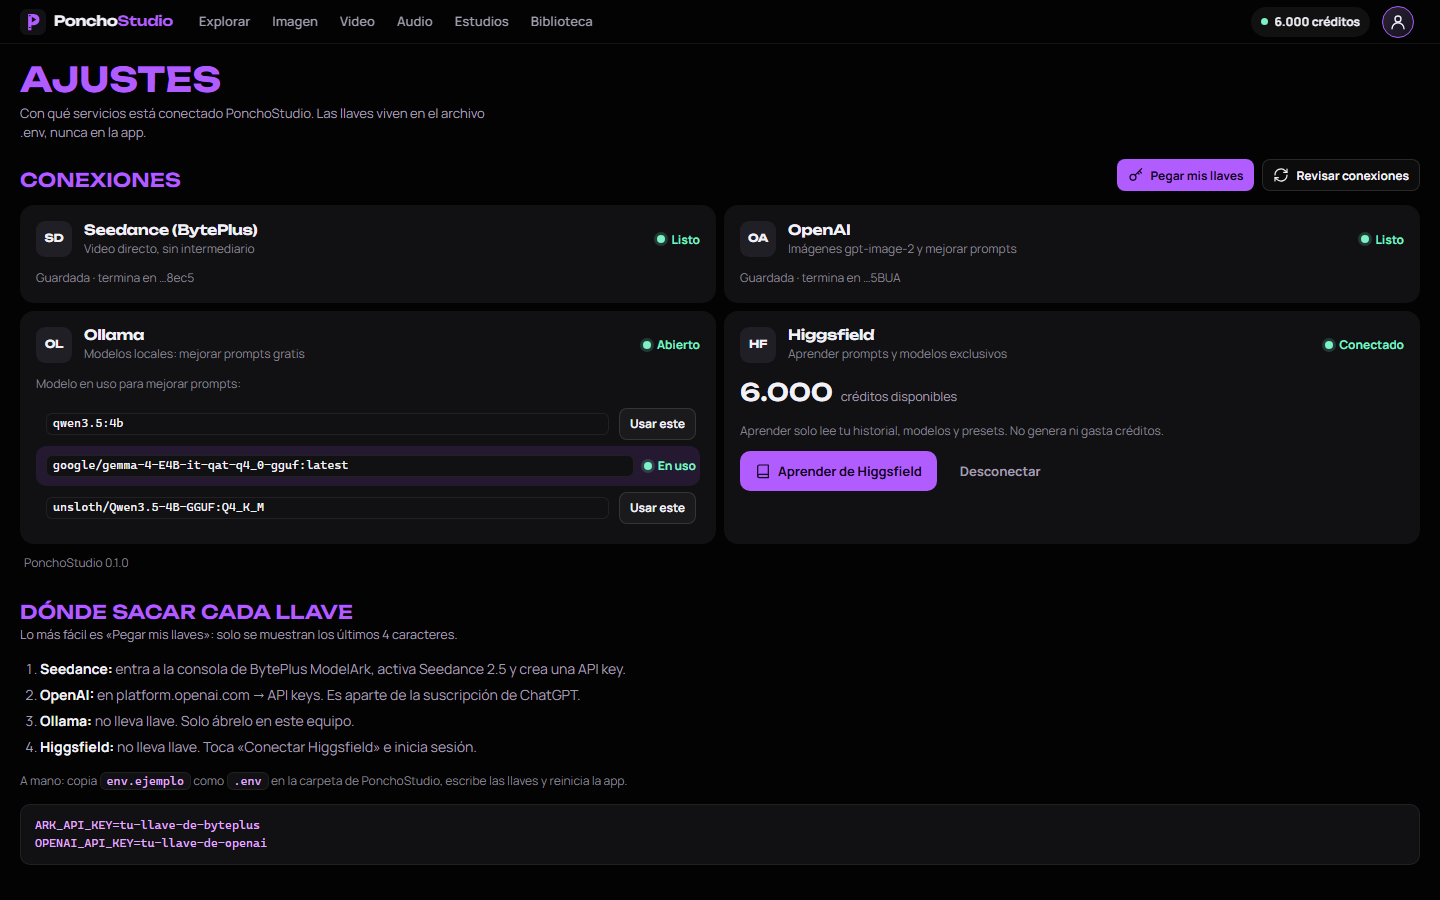 PonchoStudio Explorar Imagen Video Audio Estudios Biblioteca 6.000 créditos
AJUSTES
Con qué servicios está conectado PonchoStudio. Las llaves viven en el archivo
.env, nunca en la app.
CONEXIONES
Pegar mis llaves
Revisar conexiones
SD
Seedance (BytePlus)
Video directo, sin intermediario
Listo
Guardada · termina en ...8ec5
OA
OpenAI
Imágenes gpt-image-2 y mejorar prompts
Listo
Guardada · termina en ...5BUA
OL
Ollama
Modelos locales: mejorar prompts gratis
Abierto
Modelo en uso para mejorar prompts:
qwen3.5:4b
Usar este
google/gemma-4-E4B-it-qat-q4_0-gguf:latest
En uso
unsloth/Qwen3.5-4B-GGUF:Q4_K_M
Usar este
HF
Higgsfield
Aprender prompts y modelos exclusivos
Conectado
6.000 créditos disponibles
Aprender solo lee tu historial, modelos y presets. No genera ni gasta créditos.
Aprender de Higgsfield
Desconectar
PonchoStudio 0.1.0
DÓNDE SACAR CADA LLAVE
Lo más fácil es «Pegar mis llaves»: solo se muestran los últimos 4 caracteres.
1. Seedance: entra a la consola de BytePlus ModelArk, activa Seedance 2.5 y crea una API key.
2. OpenAI: en platform.openai.com → API keys. Es aparte de la suscripción de ChatGPT.
3. Ollama: no lleva llave. Solo ábrelo en este equipo.
4. Higgsfield: no lleva llave. Toca «Conectar Higgsfield» e inicia sesión.
A mano: copia env.ejemplo como .env en la carpeta de PonchoStudio, escribe las llaves y reinicia la app.
ARK_API_KEY=tu-llave-de-byteplus
OPENAI_API_KEY=tu-llave-de-openai